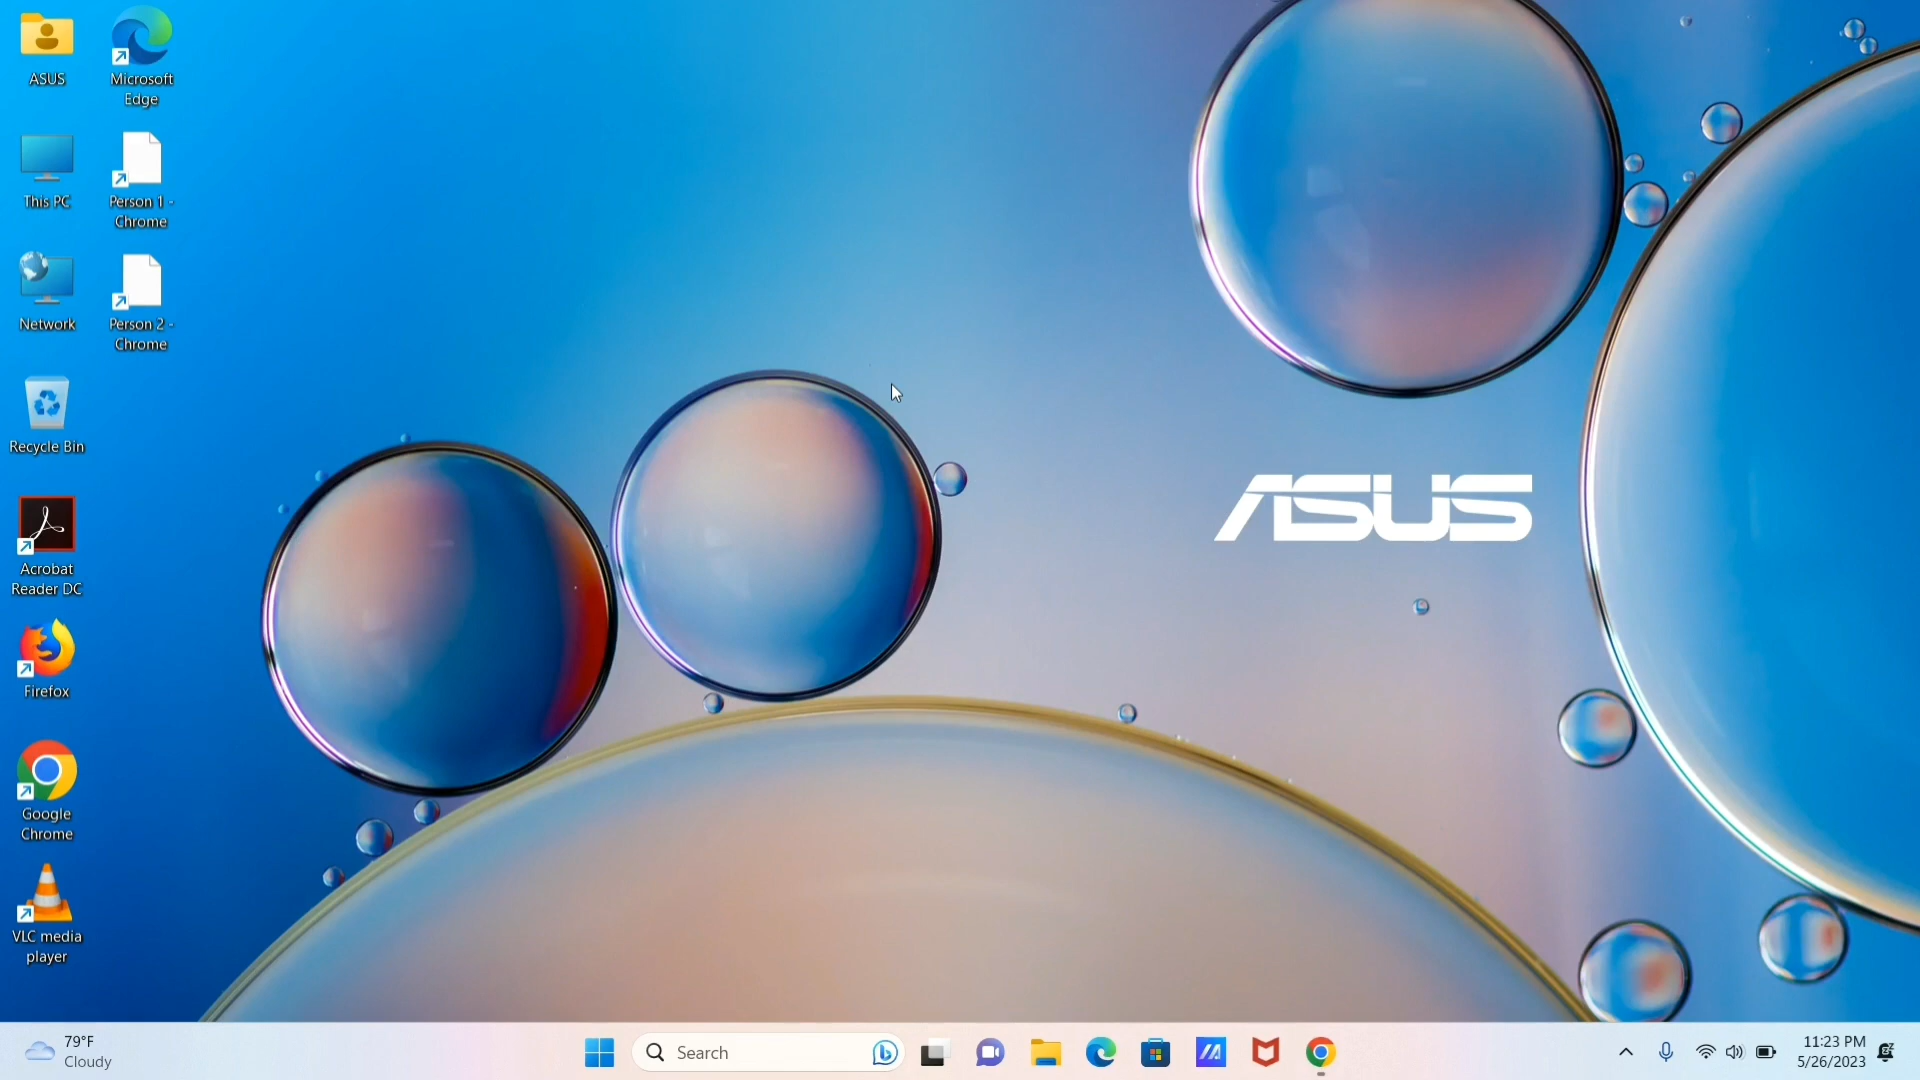 ASUS
Microsoft
Edge
This PC
Person 1 -
Chrome
Network
Person 2 -
Chrome
Recycle Bin
Acrobat
Reader DC
Firefox
Google
Chrome
VLC media
player
ASUS
79°F
Cloudy
Search
11:23 PM
5/26/2023